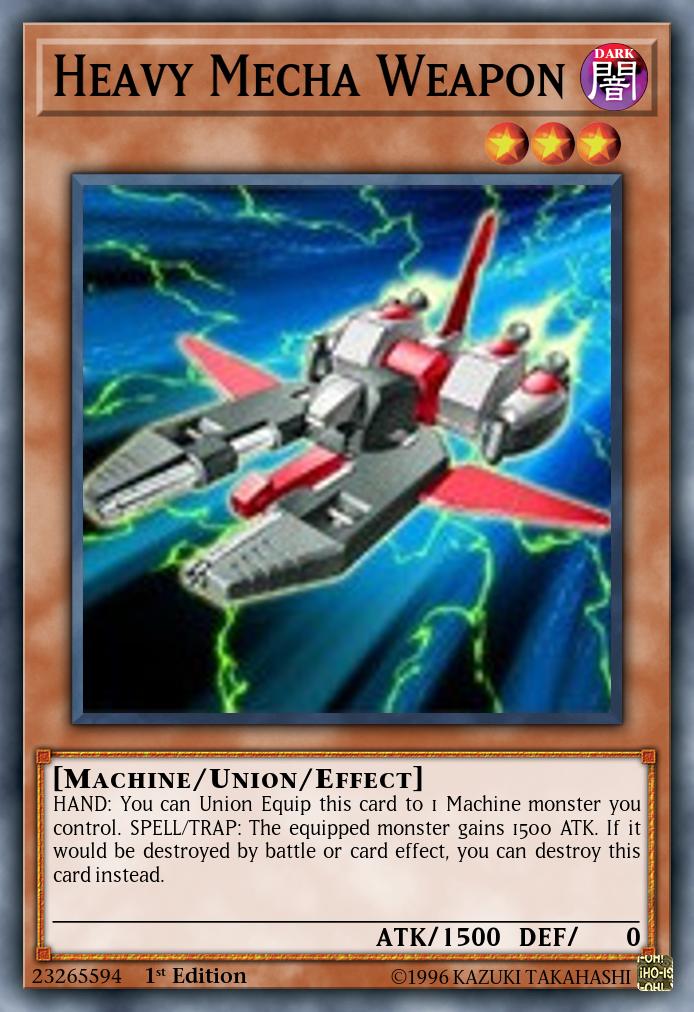 HEAVY MECHA WEAPON
DARK
闇
[MACHINE/UNION/EFFECT]
HAND: You can Union Equip this card to 1 Machine monster you
control. SPELL/TRAP: The equipped monster gains 1500 ATK. If it
would be destroyed by battle or card effect, you can destroy this
card instead.
ATK/1500 DEF/ 0
23265594 1st Edition ©1996 KAZUKI TAKAHASHI